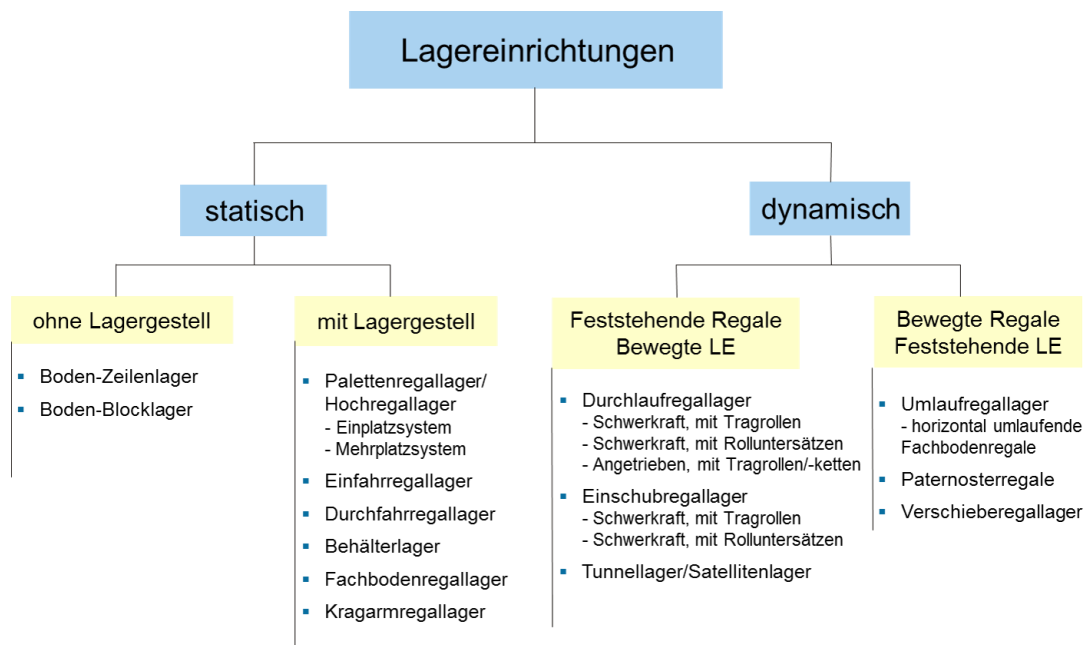 Lagereinrichtungen
statisch
dynamisch
ohne Lagergestell
▪ Boden-Zeilenlager
▪ Boden-Blocklager
mit Lagergestell
▪ Palettenregallager/
Hochregallager
- Einplatzsystem
- Mehrplatzsystem
▪ Einfahrregallager
▪ Durchfahrregallager
▪ Behälterlager
▪ Fachbodenregallager
▪ Kragarmregallager
Feststehende Regale
Bewegte LE
▪ Durchlaufregallager
- Schwerkraft, mit Tragrollen
- Schwerkraft, mit Rolluntersätzen
- Angetrieben, mit Tragrollen/-ketten
▪ Einschubregallager
- Schwerkraft, mit Tragrollen
- Schwerkraft, mit Rolluntersätzen
▪ Tunnellager/Satellitenlager
Bewegte Regale
Feststehende LE
▪ Umlaufregallager
- horizontal umlaufende
Fachbodenregale
▪ Paternosterregale
▪ Verschieberegallager